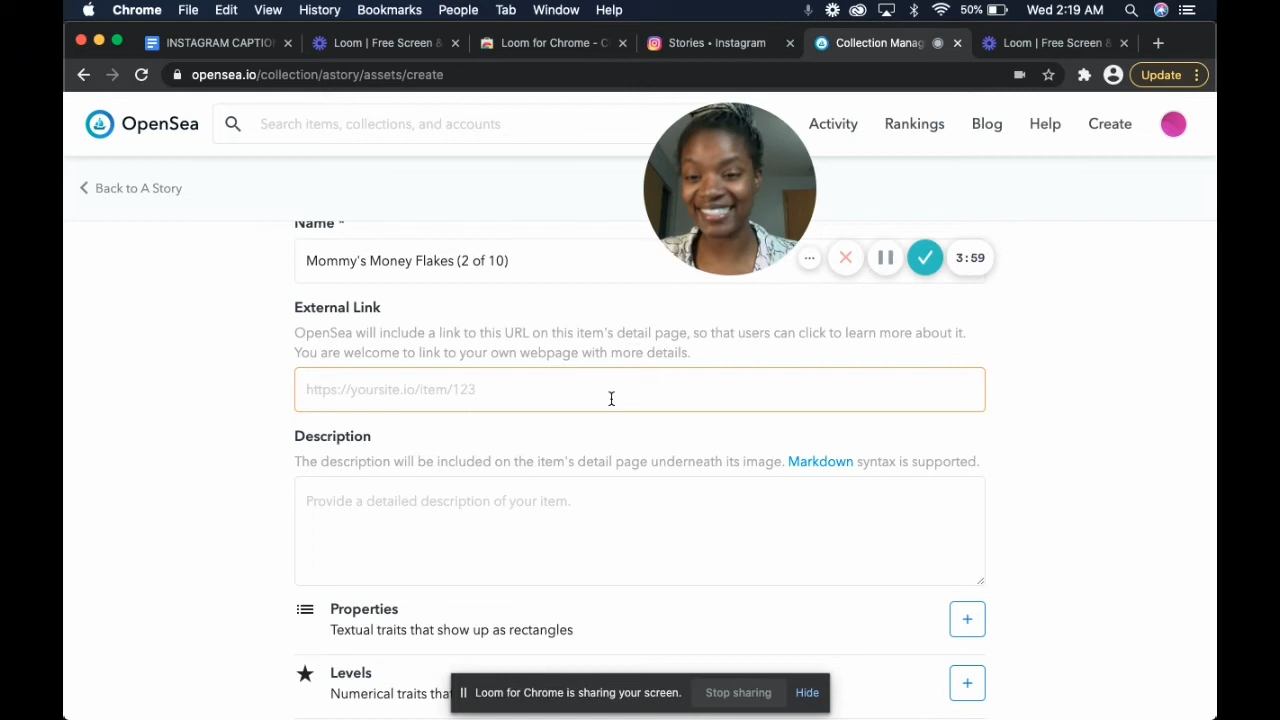 Chrome File Edit View History Bookmarks People Tab Window Help 50% Wed 2:19 AM
INSTAGRAM CAPTIO Loom | Free Screen & Loom for Chrome - C Stories • Instagram Collection Manag Loom | Free Screen &
opensea.io/collection/astory/assets/create Update
OpenSea Search items, collections, and accounts Activity Rankings Blog Help Create
Back to A Story
Name *
Mommy's Money Flakes (2 of 10) 3:59
External Link
OpenSea will include a link to this URL on this item's detail page, so that users can click to learn more about it.
You are welcome to link to your own webpage with more details.
https://yoursite.io/item/123
Description
The description will be included on the item's detail page underneath its image. Markdown syntax is supported.
Provide a detailed description of your item.
Properties
Textual traits that show up as rectangles
Levels
Numerical traits tha
Loom for Chrome is sharing your screen. Stop sharing Hide